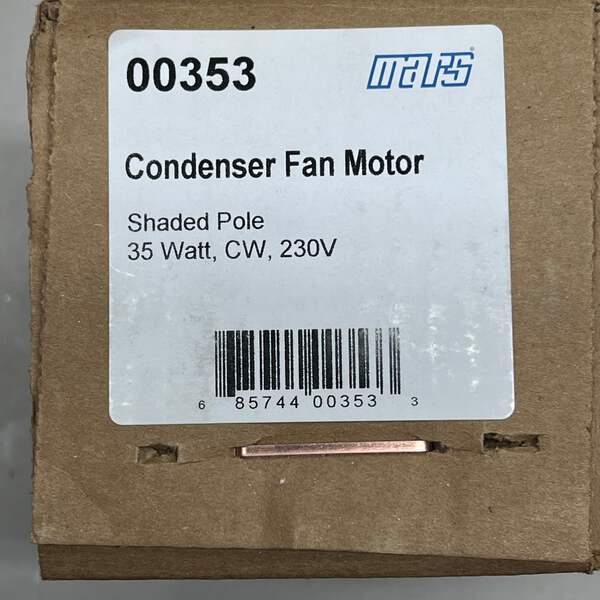 00353 mars®
Condenser Fan Motor
Shaded Pole
35 Watt, CW, 230V
6 85744 00353 3